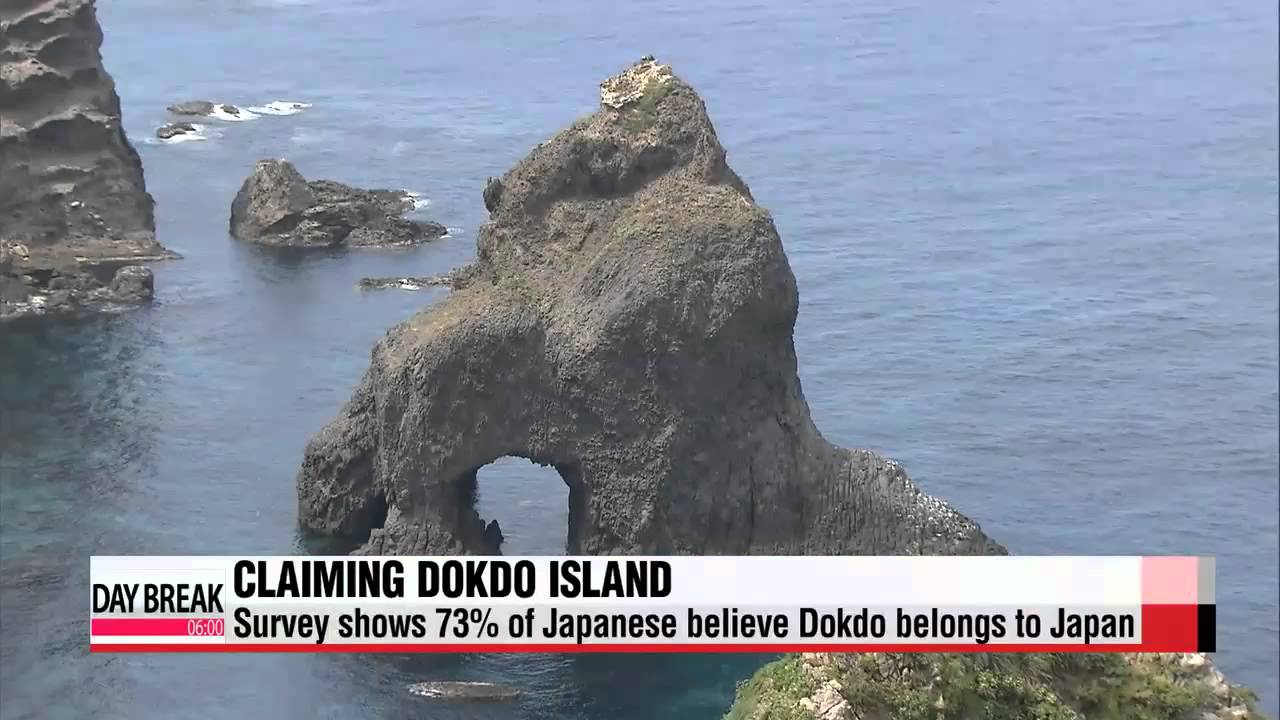 DAY BREAK
06:00
CLAIMING DOKDO ISLAND
Survey shows 73% of Japanese believe Dokdo belongs to Japan